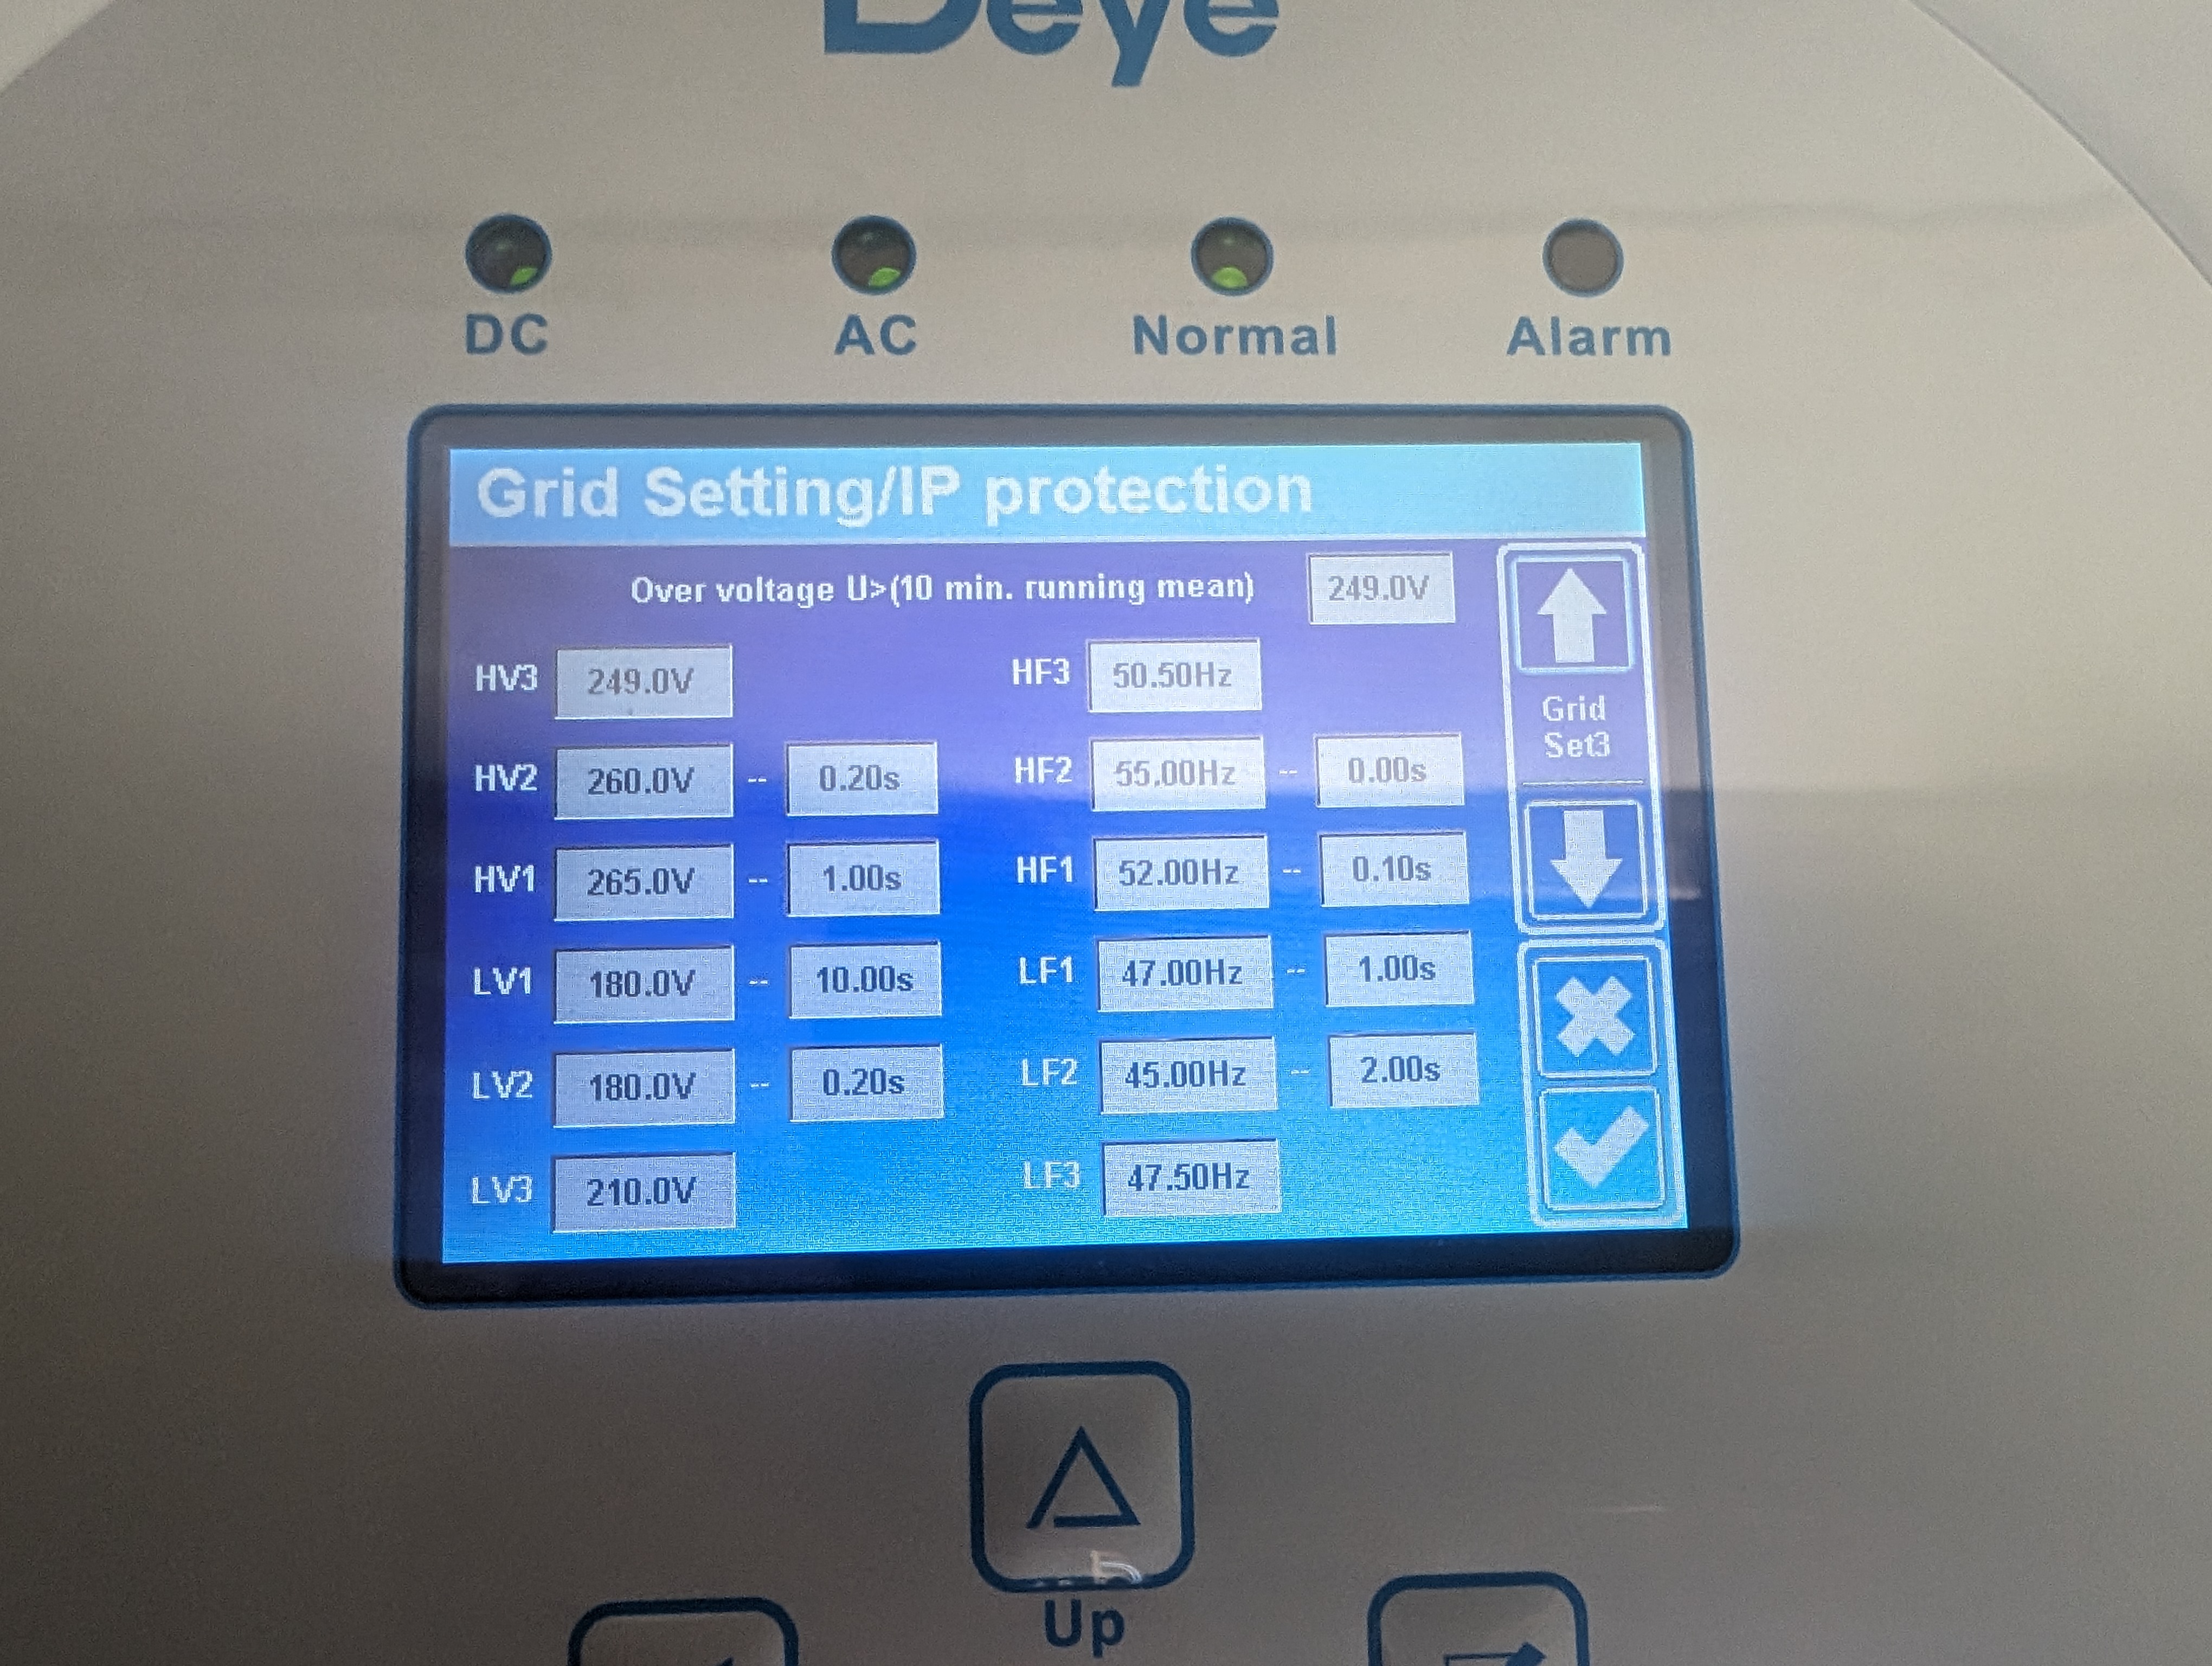 Deye
DC AC Normal Alarm
Grid Setting/IP protection
Over voltage U>(10 min. running mean) 249.0V
HV3 249.0V HF3 50.50Hz
HV2 260.0V -- 0.20s HF2 55.00Hz -- 0.00s
HV1 265.0V -- 1.00s HF1 52.00Hz -- 0.10s
LV1 180.0V -- 10.00s LF1 47.00Hz -- 1.00s
LV2 180.0V -- 0.20s LF2 45.00Hz -- 2.00s
LV3 210.0V LF3 47.50Hz
Grid
Set3
Up